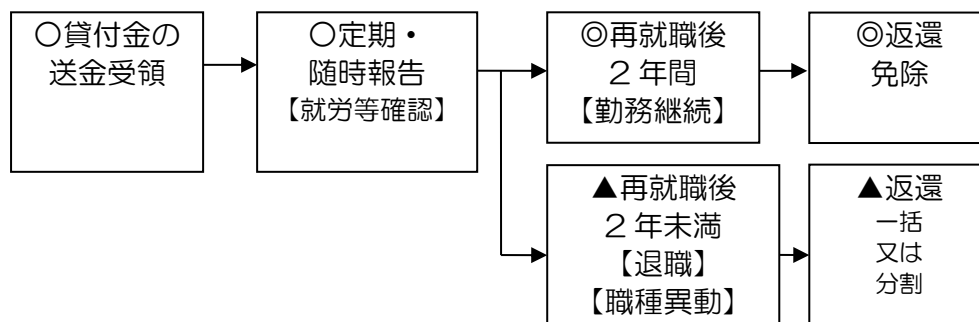 ○貸付金の
送金受領
○定期・
随時報告
【就労等確認】
◎再就職後
２年間
【勤務継続】
◎返還
免除
▲再就職後
２年未満
【退職】
【職種異動】
▲返還
一括
又は
分割